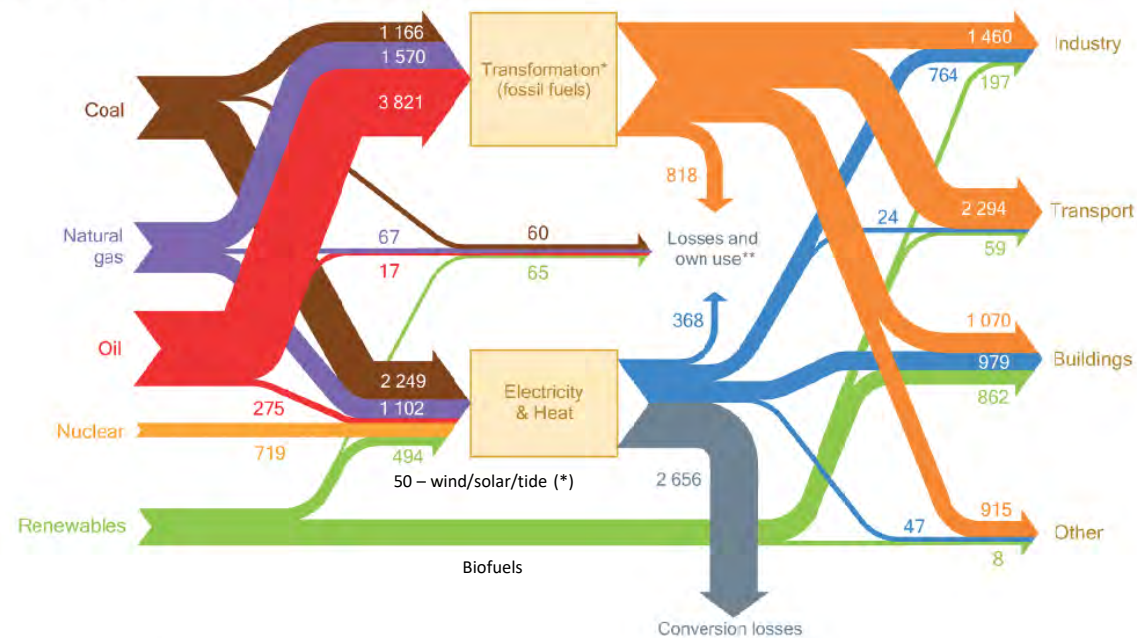 1 166
1 460
Industry
1 570
Transformation*
(fossil fuels)
764
197
3 821
Coal
818
2 294
Transport
Natural
gas
67
60
24
59
17
65
Losses and
own use**
Oil
368
1 070
Buildings
979
2 249
Electricity
& Heat
862
275
1 102
Nuclear
719
494
2 656
50 – wind/solar/tide (*)
915
Renewables
47
Other
8
Biofuels
Conversion losses